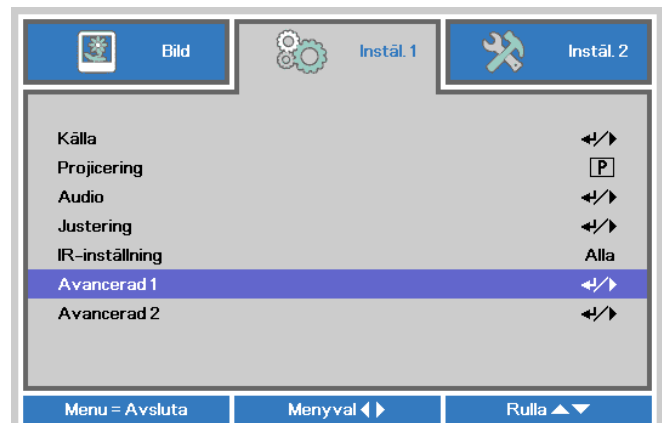 Bild
Instäl. 1
Instäl. 2
Källa
Projicering P
Audio
Justering
IR-inställning Alla
Avancerad 1
Avancerad 2
Menu = Avsluta
Menyval
Rulla